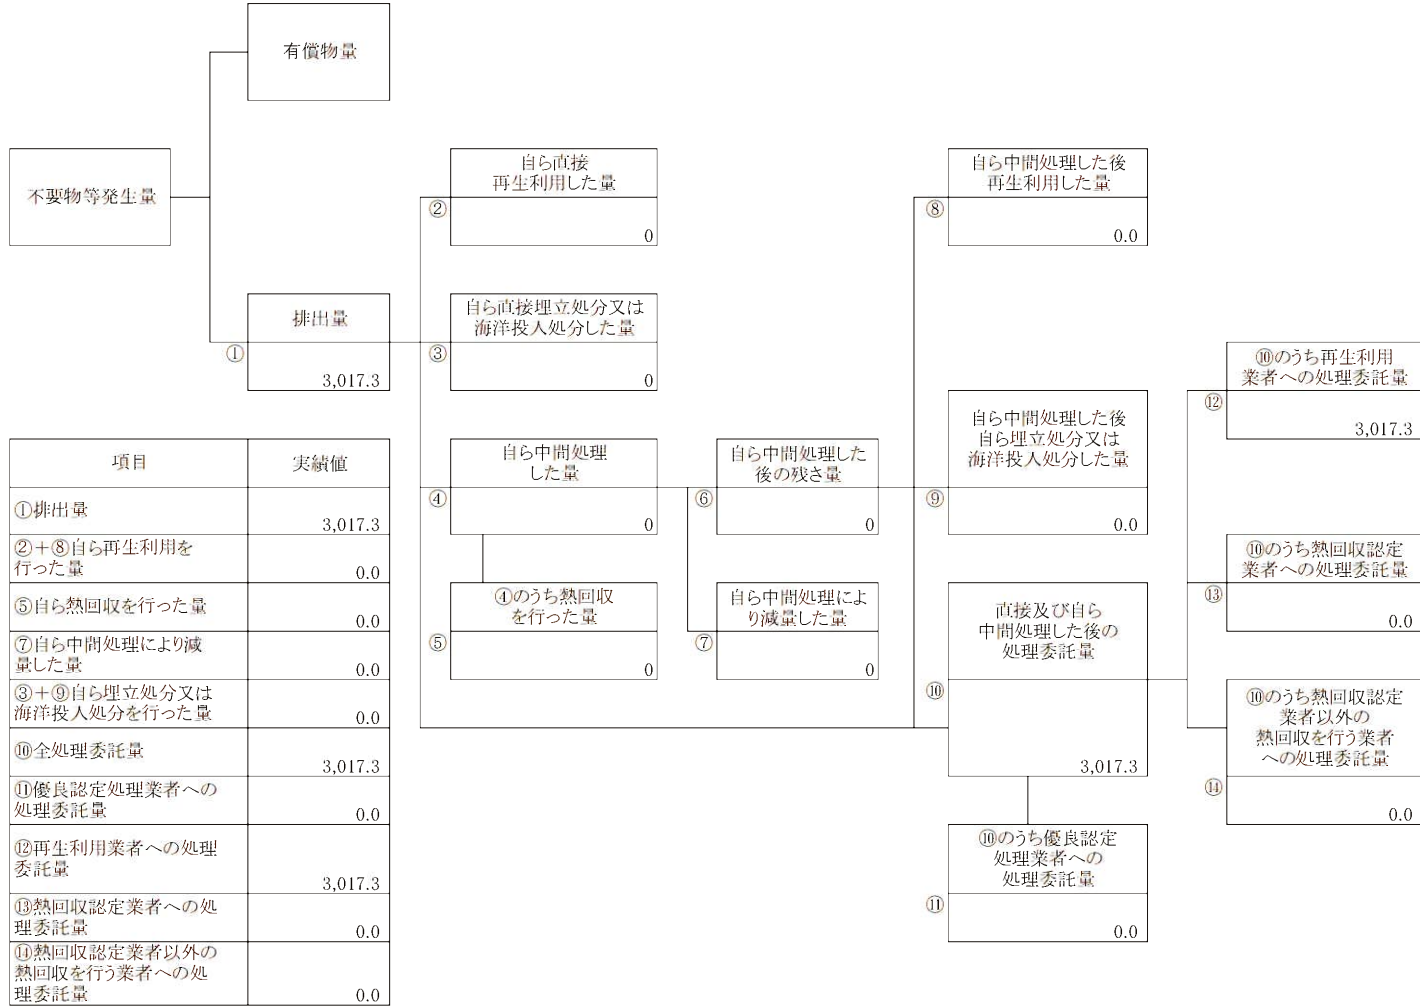 有償物量
不要物等発生量
自ら直接
再生利用した量
②
0
自ら中間処理した後
再生利用した量
⑧
0.0
排出量
①
3,017.3
自ら直接埋立処分又は
海洋投入処分した量
③
0
⑩のうち再生利用
業者への処理委託量
⑫
3,017.3
自ら中間処理
した量
④
0
自ら中間処理した
後の残さ量
⑥
0
自ら中間処理した後
自ら埋立処分又は
海洋投入処分した量
⑨
0.0
⑩のうち熱回収認定
業者への処理委託量
⑬
0.0
④のうち熱回収
を行った量
⑤
0
自ら中間処理によ
り減量した量
⑦
0
直接及び自ら
中間処理した後の
処理委託量
⑩
3,017.3
⑩のうち熱回収認定
業者以外の
熱回収を行う業者
への処理委託量
⑭
0.0
⑩のうち優良認定
処理業者への
処理委託量
⑪
0.0
項目 実績値
①排出量
3,017.3
②＋⑧自ら再生利用を
行った量
0.0
⑤自ら熱回収を行った量
0.0
⑦自ら中間処理により減
量した量
0.0
③＋⑨自ら埋立処分又は
海洋投入処分を行った量
0.0
⑩全処理委託量
3,017.3
⑪優良認定処理業者への
処理委託量
0.0
⑫再生利用業者への処理
委託量
3,017.3
⑬熱回収認定業者への処
理委託量
0.0
⑭熱回収認定業者以外の
熱回収を行う業者への処
理委託量
0.0